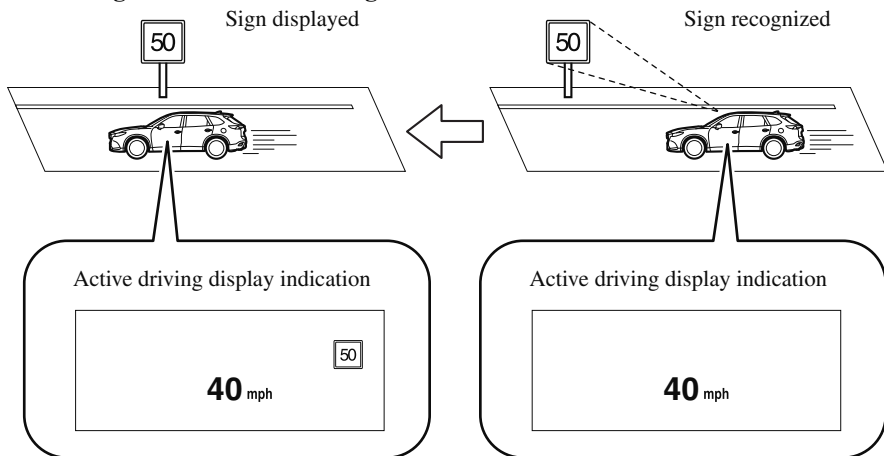 Sign displayed
Sign recognized
50
50
Active driving display indication
Active driving display indication
50
40 mph
40 mph